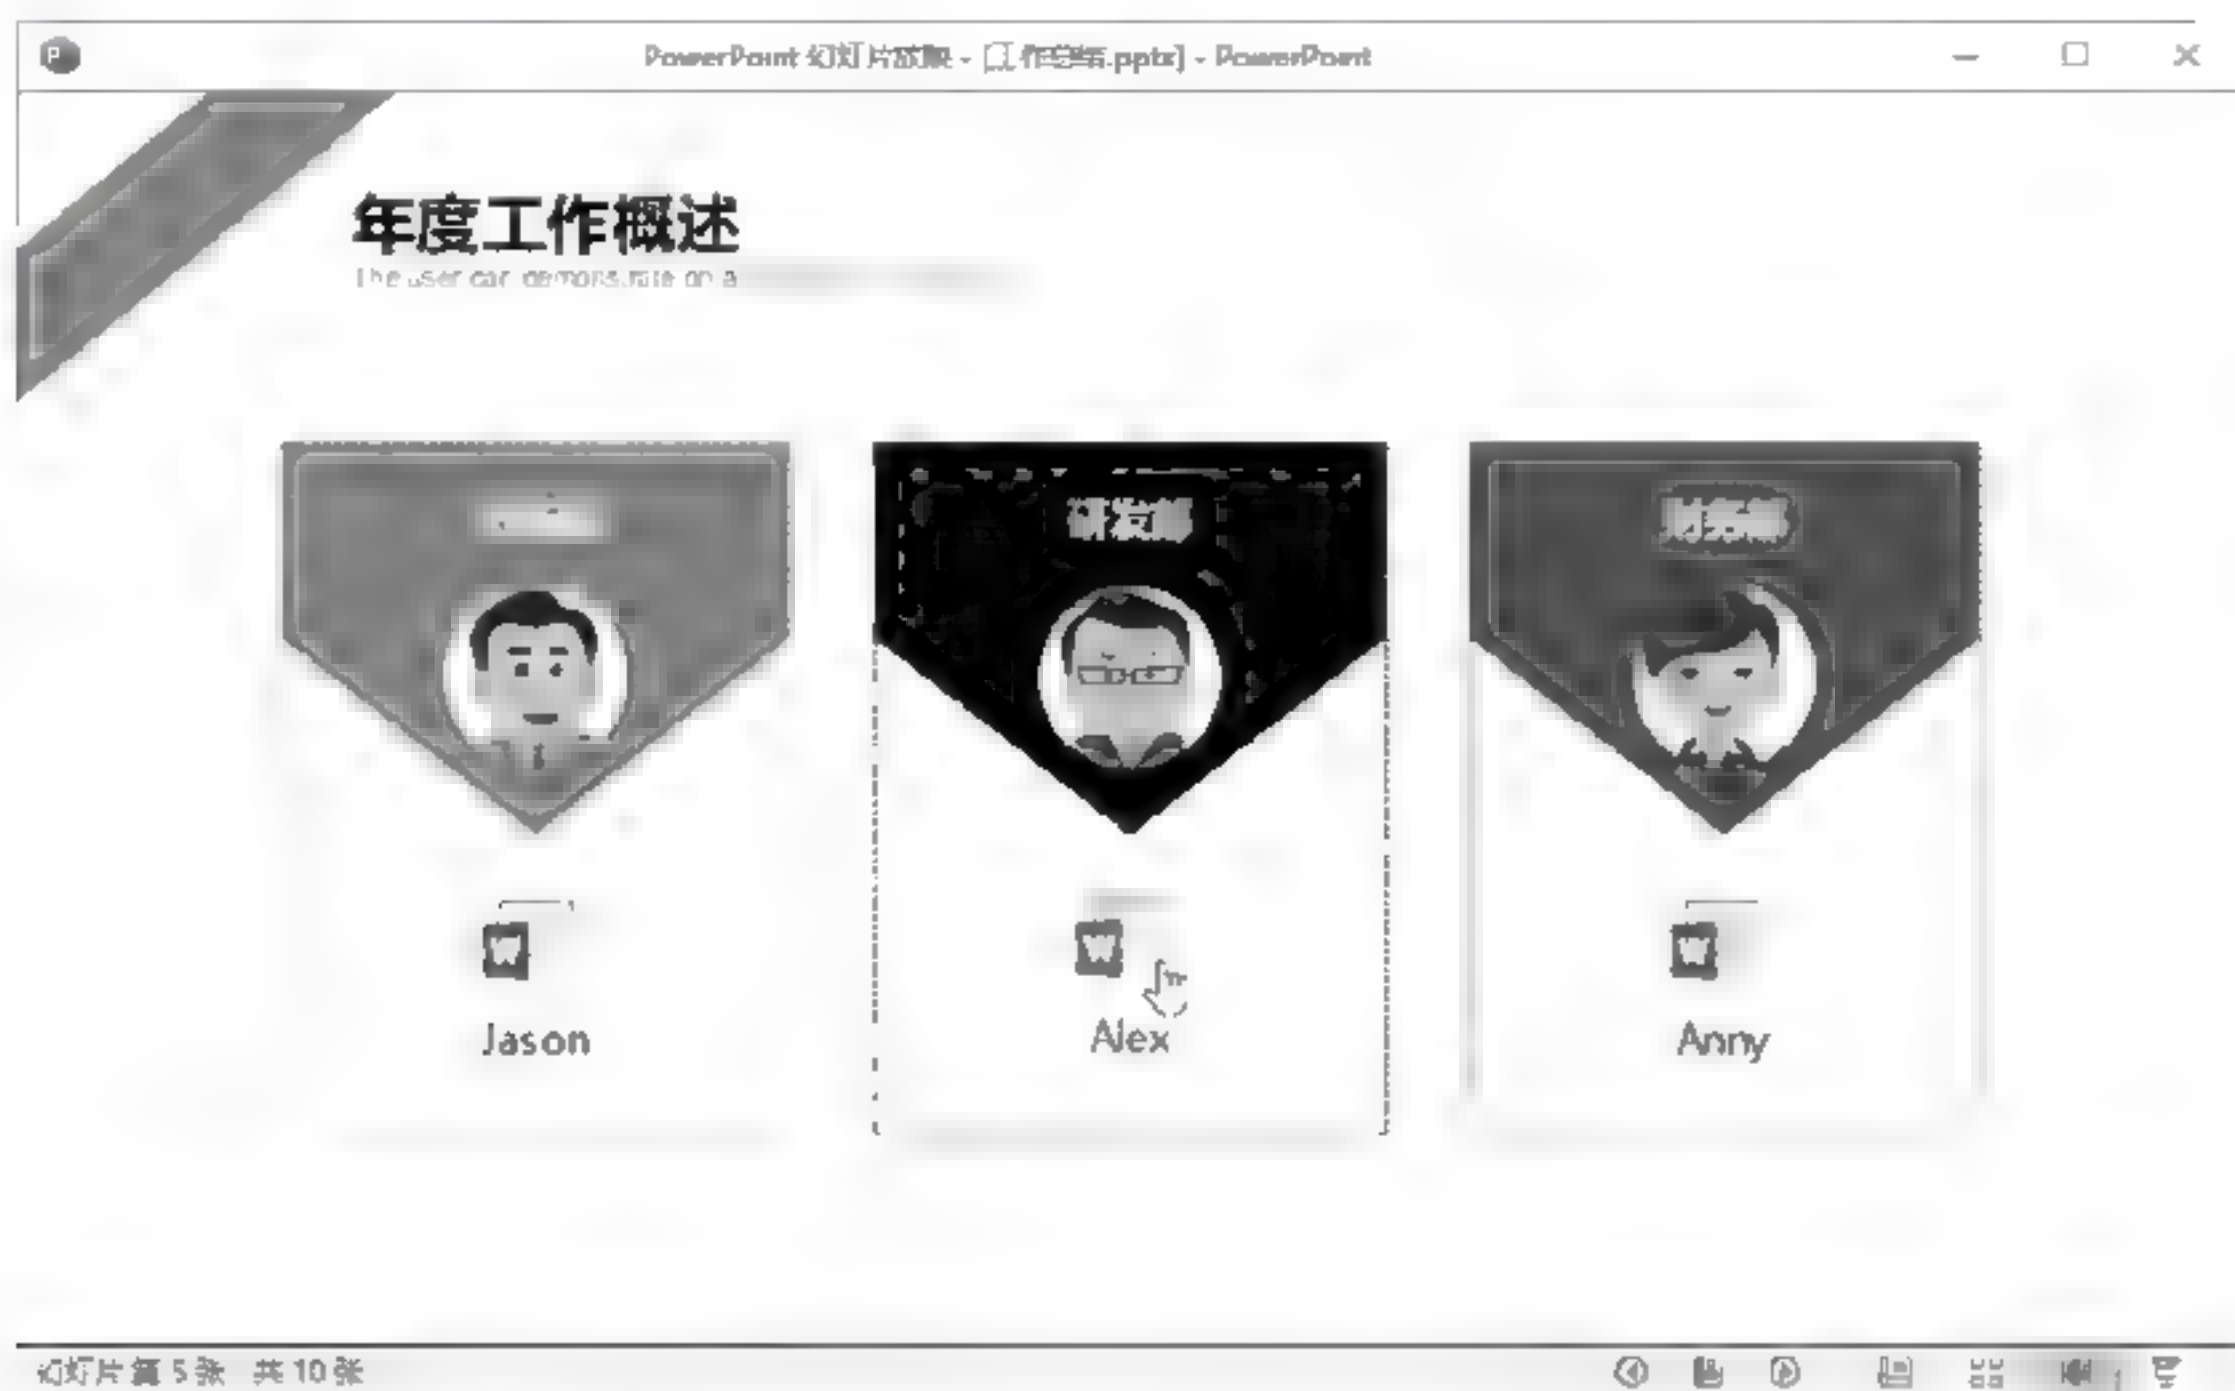 PowerPoint 幻灯片放映 - [工作总结.pptx] - PowerPoint
年度工作概述
The user can demonstrate on a
研发部
财务部
Jason
Alex
Anny
幻灯片 第 5 张 共 10 张